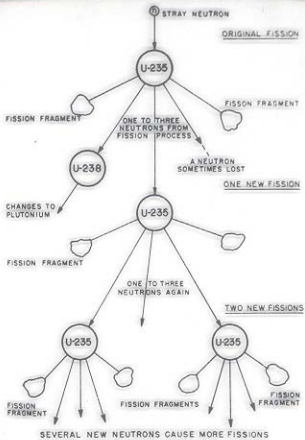 n STRAY NEUTRON
ORIGINAL FISSION
U-235
FISSION FRAGMENT
FISSON FRAGMENT
ONE TO THREE
NEUTRONS FROM
FISSION PROCESS
U-238
A NEUTRON
SOMETIMES LOST
ONE NEW FISSION
CHANGES TO
PLUTONIUM
U-235
FISSION FRAGMENT
ONE TO THREE
NEUTRONS AGAIN
TWO NEW FISSIONS
U-235
U-235
FISSION
FRAGMENT
FISSION FRAGMENTS
FISSION
FRAGMENT
SEVERAL NEW NEUTRONS CAUSE MORE FISSIONS